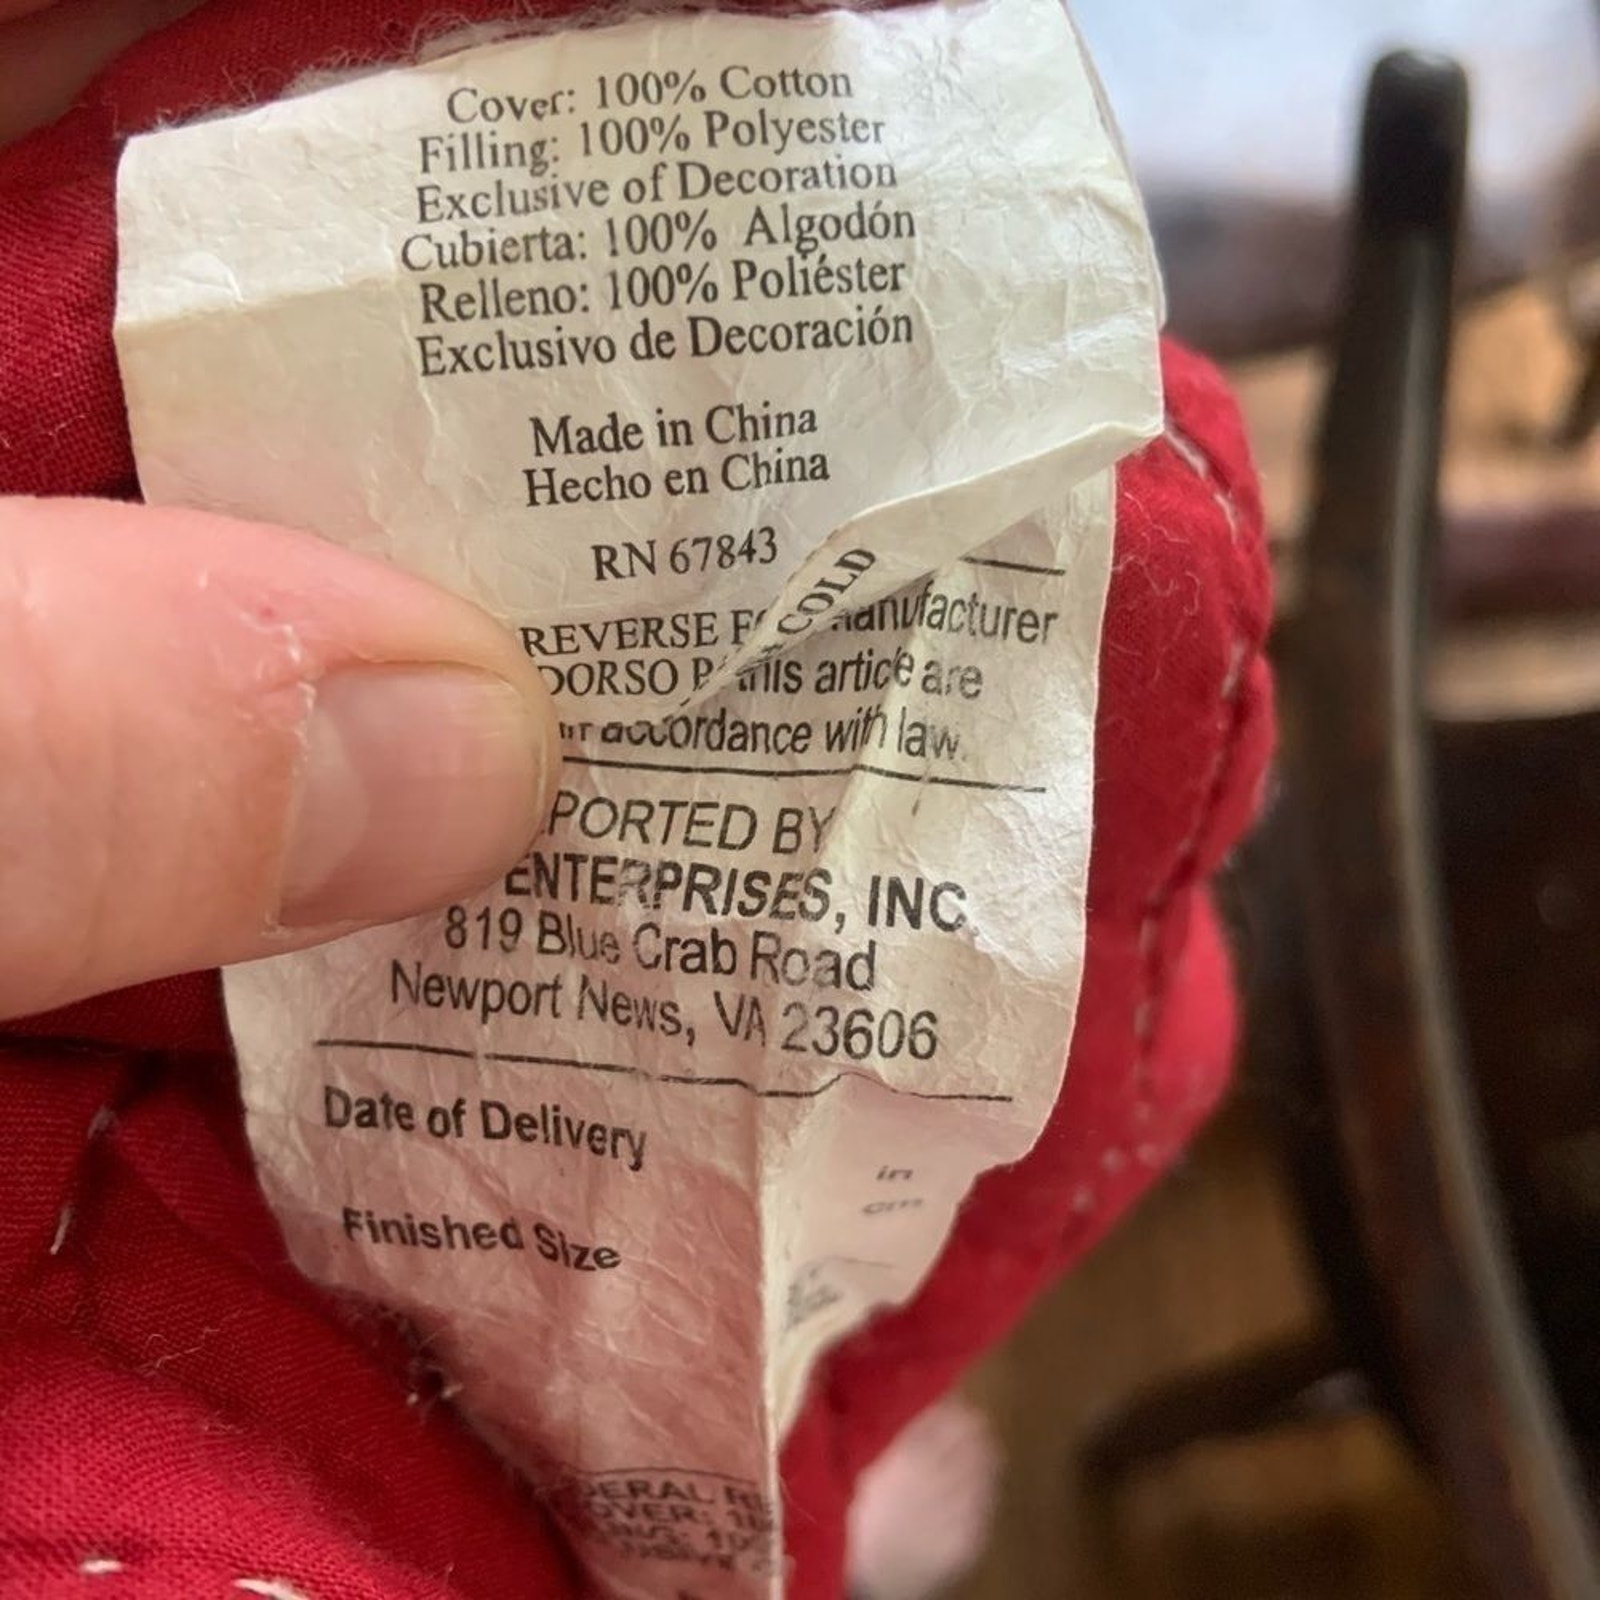 Cover: 100% Cotton
Filling: 100% Polyester
Exclusive of Decoration
Cubierta: 100% Algodón
Relleno: 100% Poliéster
Exclusivo de Decoración
Made in China
Hecho en China
RN 67843
REVERSE
DORSO
COLD
article are
accordance with law.
PORTED BY
ENTERPRISES, INC.
819 Blue Crab Road
Newport News, VA 23606
Date of Delivery
in
cm
Finished Size